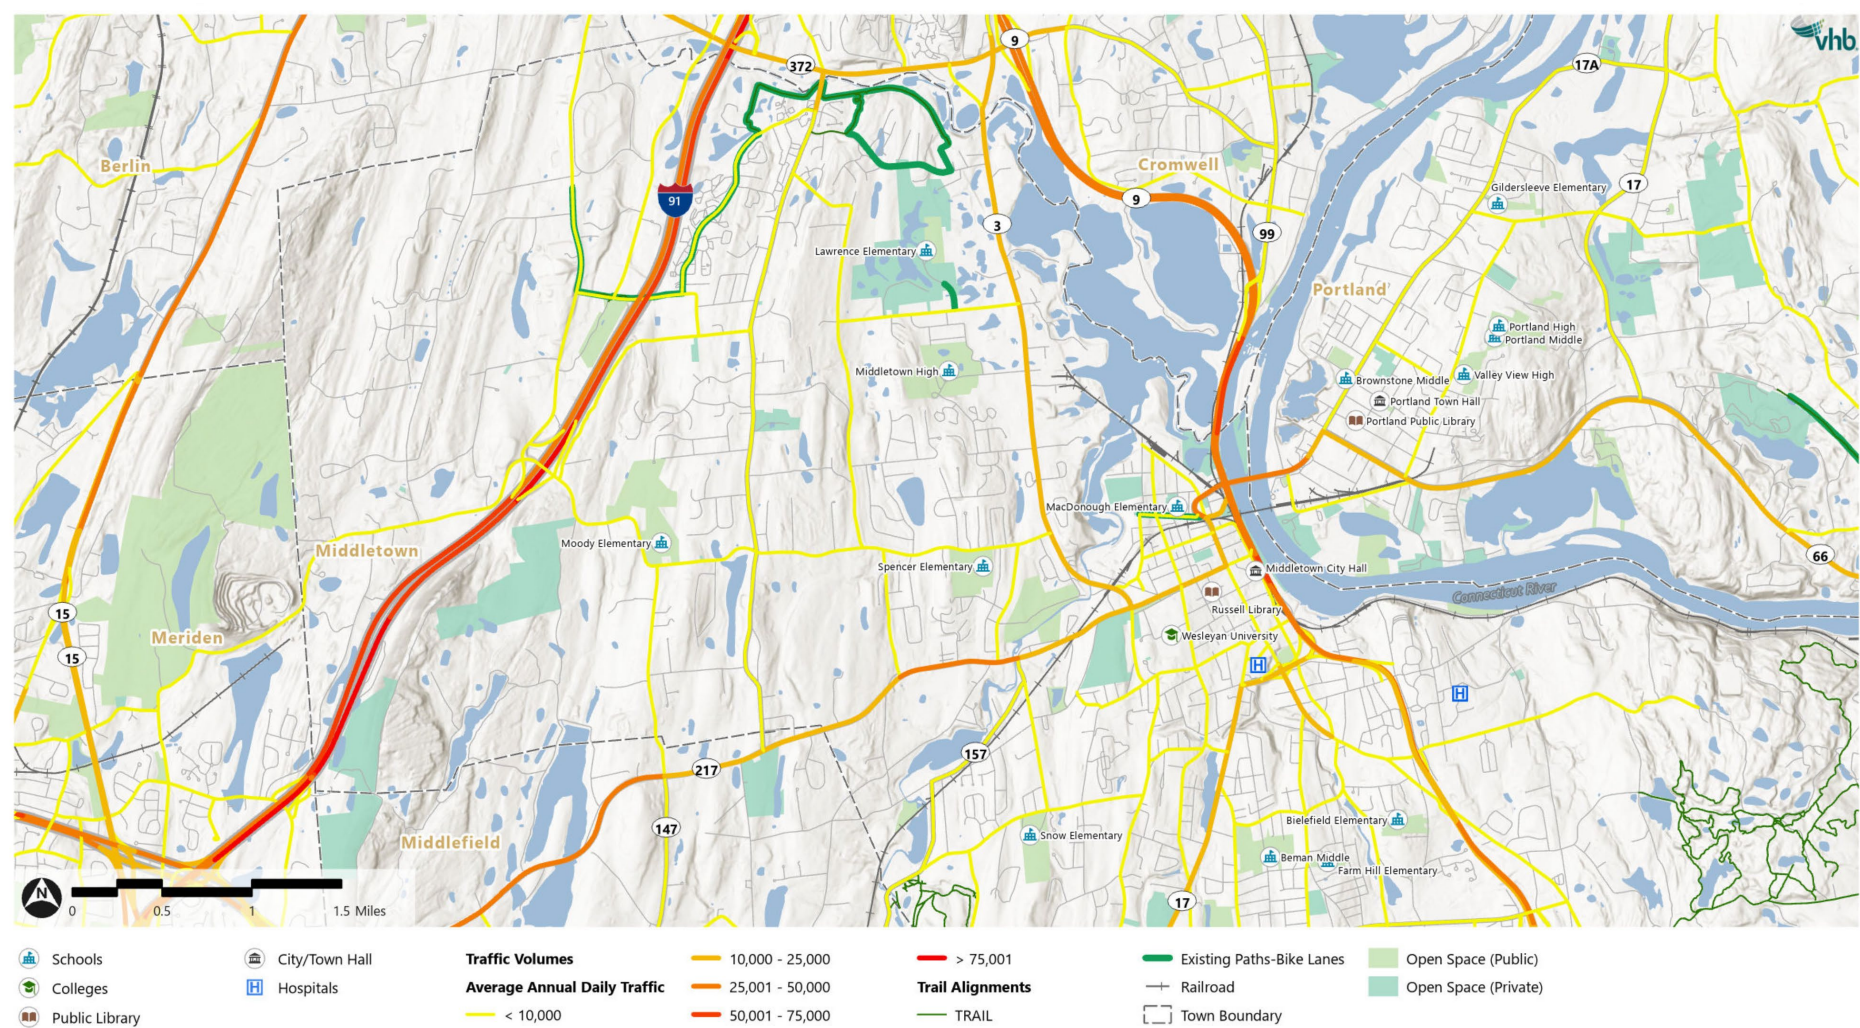 vhb
9
372
17A
Berlin
Cromwell
17
Gildersleeve Elementary
91
9
3
99
Lawrence Elementary
Portland
Portland High
Portland Middle
Middletown High
Brownstone Middle
Valley View High
Portland Town Hall
Portland Public Library
MacDonough Elementary
Moody Elementary
Middletown
Spencer Elementary
Middletown City Hall
66
Connecticut River
15
Russell Library
Meriden
Wesleyan University
H
15
H
157
217
147
Bielefield Elementary
Snow Elementary
Middlefield
Beman Middle
Farm Hill Elementary
17
N
0 0.5 1 1.5 Miles
Schools
Colleges
Public Library
City/Town Hall
H Hospitals
Traffic Volumes
Average Annual Daily Traffic
< 10,000
10,000 - 25,000
25,001 - 50,000
50,001 - 75,000
> 75,001
Trail Alignments
TRAIL
Existing Paths-Bike Lanes
Railroad
Town Boundary
Open Space (Public)
Open Space (Private)